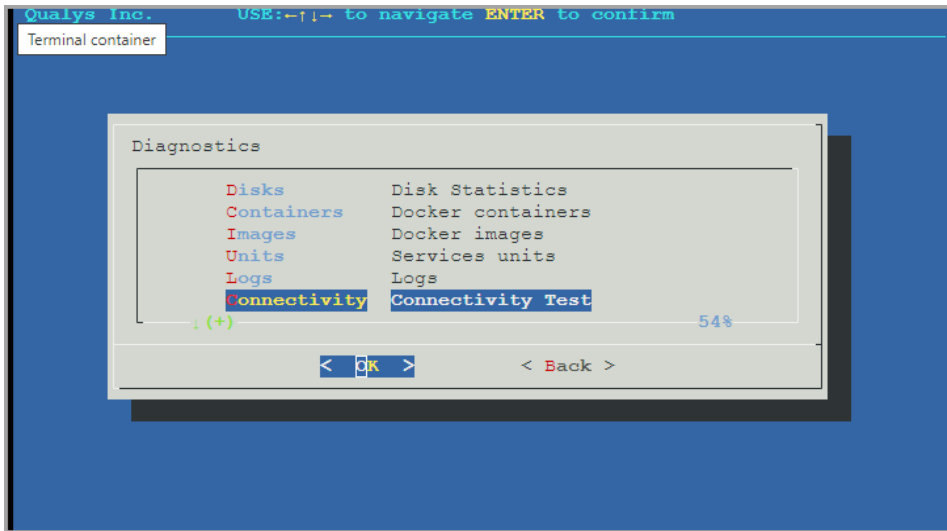 Qualys Inc. USE:←↑↓→ to navigate ENTER to confirm
Terminal container
Diagnostics
Disks Disk Statistics
Containers Docker containers
Images Docker images
Units Services units
Logs Logs
Connectivity Connectivity Test
↓(+) 54%
< OK > < Back >